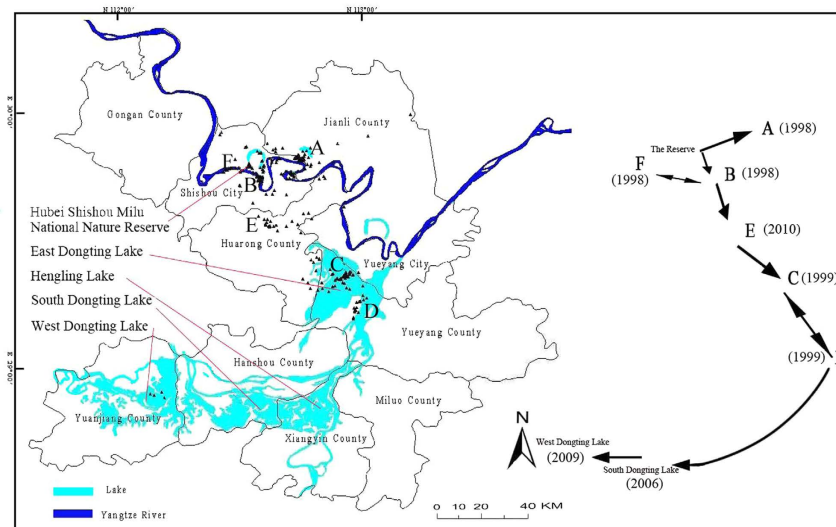 N 112°00'
113°00'
Gongan County
Jianli County
A
F
B
Shishou City
Hubei Shishou Milu
National Nature Reserve
E
Huarong County
East Dongting Lake
C
Yueyang City
Hengling Lake
South Dongting Lake
D
West Dongting Lake
Yueyang County
Hanshou County
Miluo County
Yuanjiang County
Xiangyin County
Lake
Yangtze River
N
0 10 20 40 KM
The Reserve
A (1998)
F
(1998)
B (1998)
E (2010)
C (1999)
(1999)
West Dongting Lake
(2009)
South Dongting Lake
(2006)